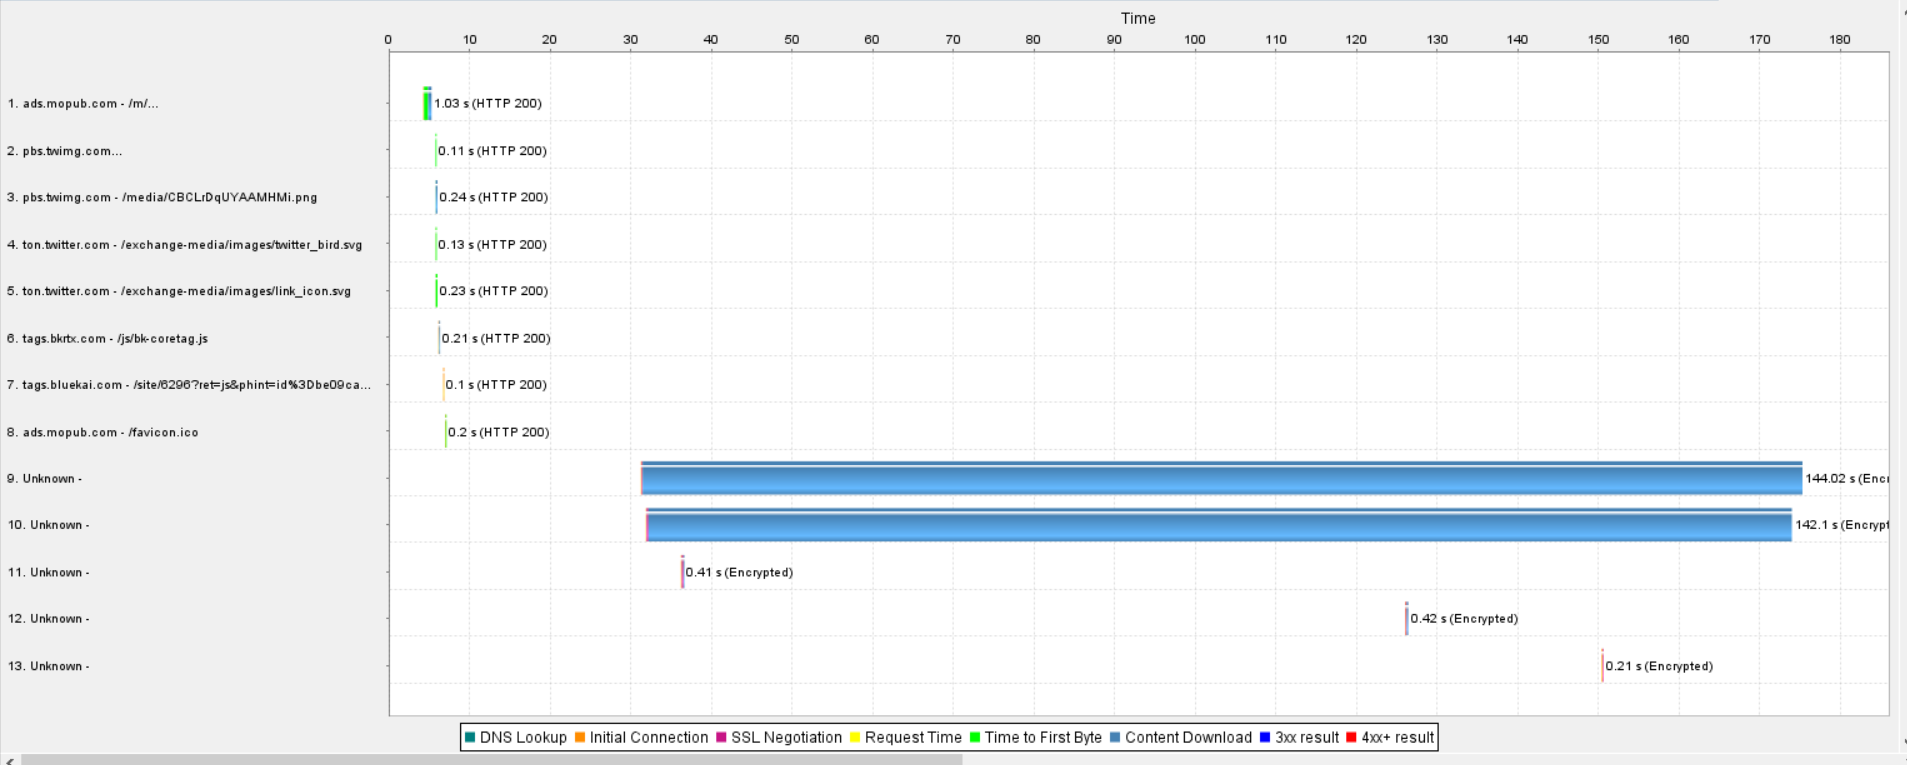 Time
0 10 20 30 40 50 60 70 80 90 100 110 120 130 140 150 160 170 180
1. ads.mopub.com - /m/... 1.03 s (HTTP 200)
2. pbs.twimg.com... 0.11 s (HTTP 200)
3. pbs.twimg.com - /media/CBCLrDqUYAAMHMi.png 0.24 s (HTTP 200)
4. ton.twitter.com - /exchange-media/images/twitter_bird.svg 0.13 s (HTTP 200)
5. ton.twitter.com - /exchange-media/images/link_icon.svg 0.23 s (HTTP 200)
6. tags.bkrtx.com - /js/bk-coretag.js 0.21 s (HTTP 200)
7. tags.bluekai.com - /site/6296?ret=js&phint=id%3Dbe09ca... 0.1 s (HTTP 200)
8. ads.mopub.com - /favicon.ico 0.2 s (HTTP 200)
9. Unknown - 144.02 s (Encr
10. Unknown - 142.1 s (Encrypt
11. Unknown - 0.41 s (Encrypted)
12. Unknown - 0.42 s (Encrypted)
13. Unknown - 0.21 s (Encrypted)
DNS Lookup Initial Connection SSL Negotiation Request Time Time to First Byte Content Download 3xx result 4xx+ result